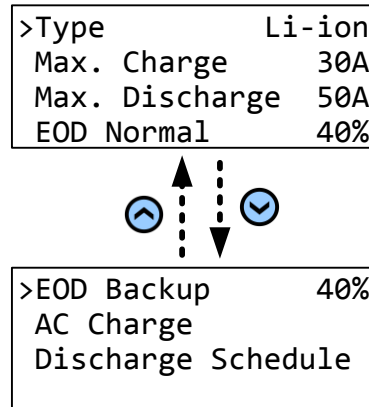 >Type Li-ion
Max. Charge 30A
Max. Discharge 50A
EOD Normal 40%
>EOD Backup 40%
AC Charge
Discharge Schedule